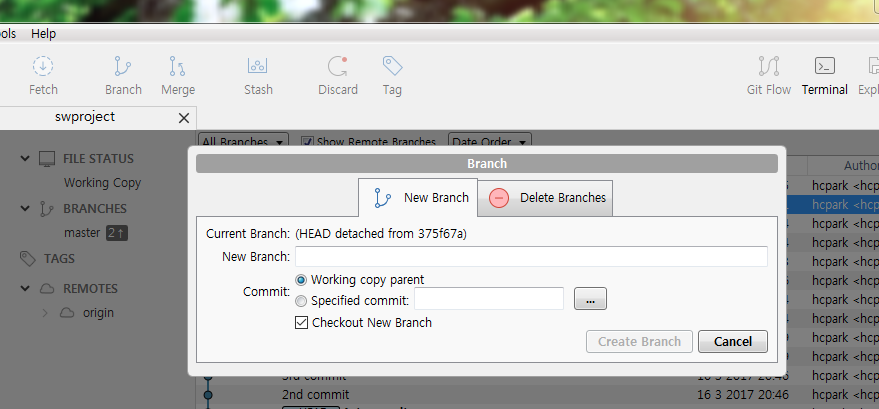 ols Help
Fetch Branch Merge Stash Discard Tag Git Flow Terminal Expl
swproject
All Branches Show Remote Branches Date Order
FILE STATUS
Working Copy
BRANCHES
master 2↑
TAGS
REMOTES
origin
Branch
New Branch Delete Branches
Current Branch: (HEAD detached from 375f67a)
New Branch:
Commit: Working copy parent
Specified commit: ...
Checkout New Branch
Create Branch Cancel
Author
hcpark <hcp
hcpark <hcp
hcpark <hcp
hcpark <hcp
hcpark <hcp
hcpark <hcp
hcpark <hcp
hcpark <hcp
hcpark <hcp
hcpark <hcp
3rd commit 16 3 2017 20:46 hcpark <hcp
2nd commit 16 3 2017 20:46 hcpark <hcp